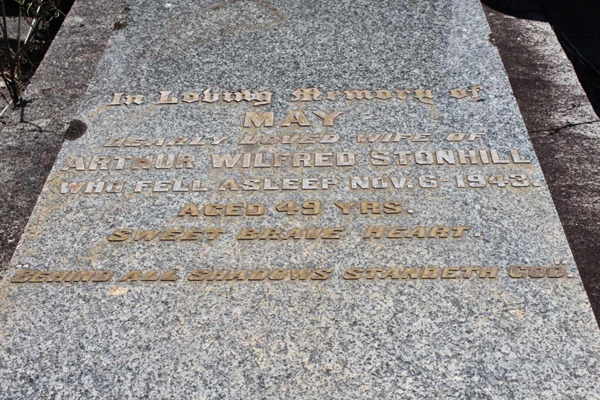 In Loving Memory of
MAY
DEARLY LOVED WIFE OF
ARTHUR WILFRED STONHILL
WHO FELL ASLEEP NOV. 6 1943.
AGED 49 YRS.
SWEET BRAVE HEART.
BEHIND ALL SHADOWS STANDETH GOD.